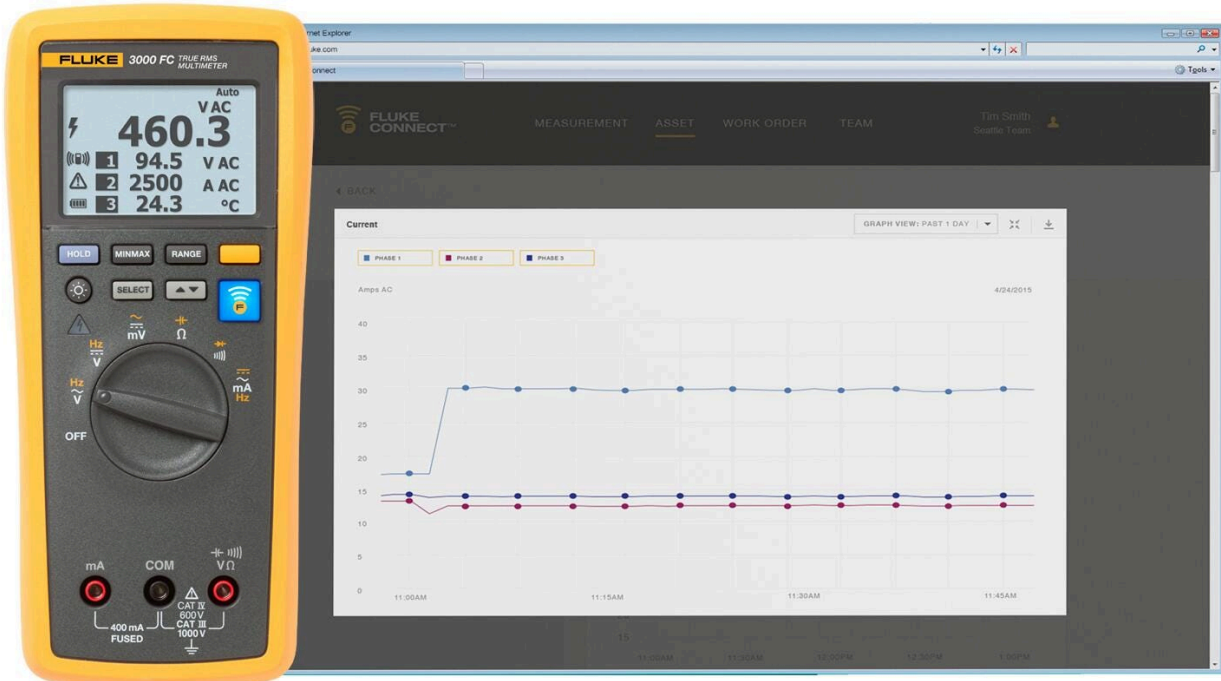 FLUKE 3000 FC TRUE RMS
MULTIMETER
Auto
V AC
460.3
1 94.5 V AC
2 2500 A AC
3 24.3 °C
HOLD MINMAX RANGE
SELECT
mV Ω
Hz
V
Hz
V
mA
Hz
OFF
mA COM VΩ
CAT IV
600V
CAT III
1000 V
400 mA
FUSED
rnet Explorer
uke.com
onnect
Tools
FLUKE
CONNECT™
MEASUREMENT ASSET WORK ORDER TEAM
Tim Smith
Seattle Team
BACK
Current
GRAPH VIEW: PAST 1 DAY
PHASE 1 PHASE 2 PHASE 3
Amps AC 4/24/2015
40
35
30
25
20
15
10
5
0
11:00AM 11:15AM 11:30AM 11:45AM
15
11:00AM 11:30AM 12:00PM 12:30PM 1:00PM